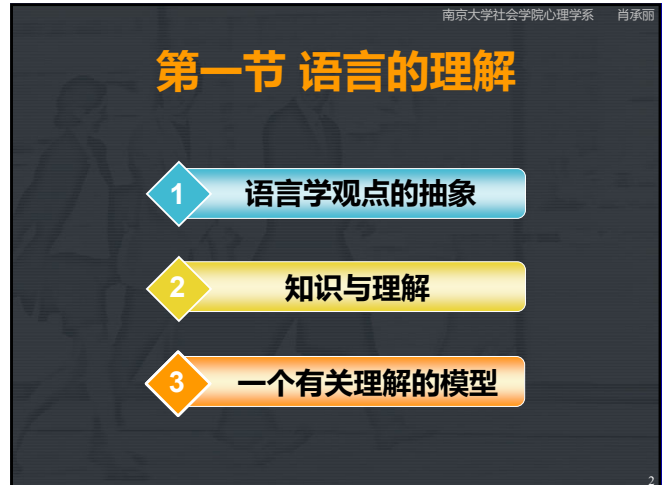 南京大学社会学院心理学系 肖承丽
第一节 语言的理解
1 语言学观点的抽象
2 知识与理解
3 一个有关理解的模型
2